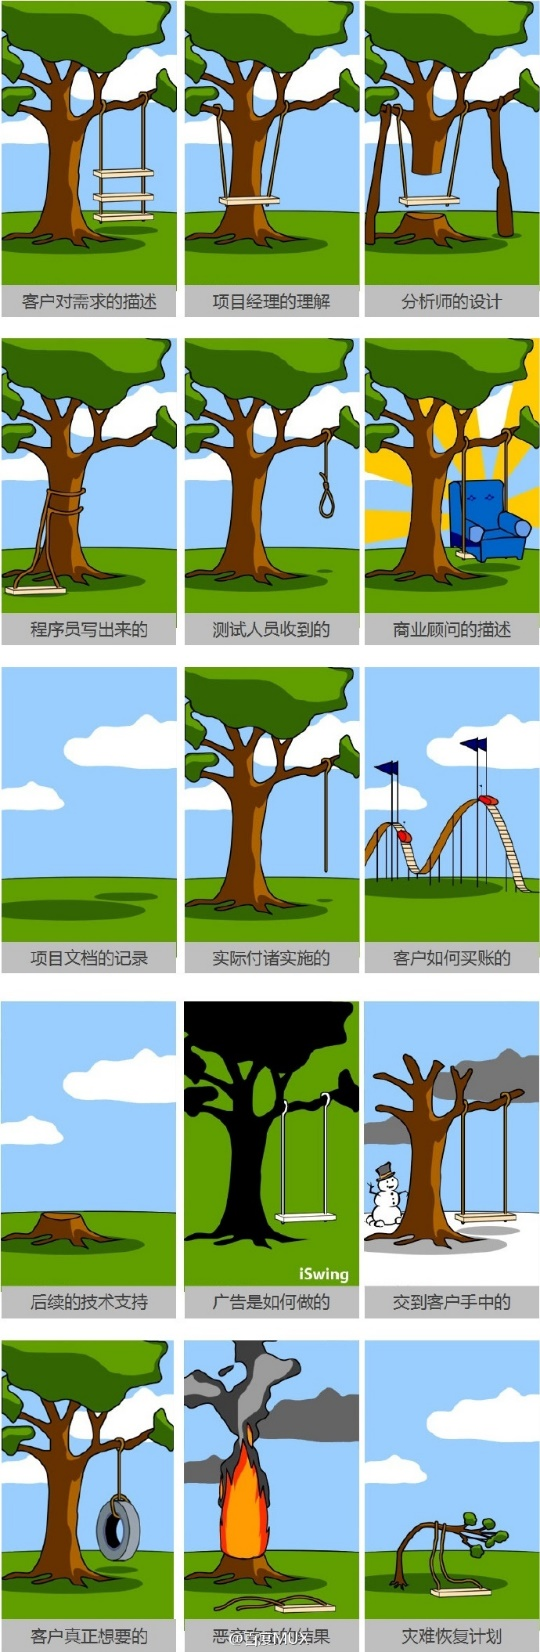 客户对需求的描述
项目经理的理解
分析师的设计
程序员写出来的
测试人员收到的
商业顾问的描述
项目文档的记录
实际付诸实施的
客户如何买账的
iSwing
后续的技术支持
广告是如何做的
交到客户手中的
客户真正想要的
结果
灾难恢复计划